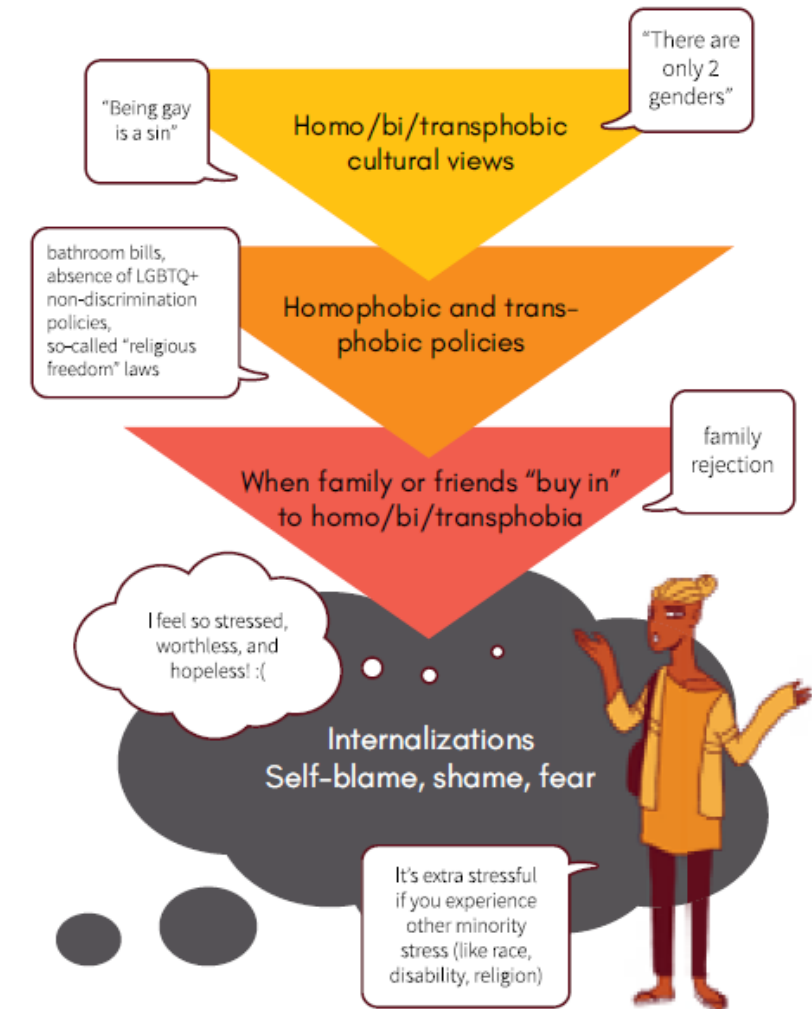 "There are
only 2
genders"
"Being gay
is a sin"
Homo/bi/transphobic
cultural views
bathroom bills,
absence of LGBTQ+
non-discrimination
policies,
so-called "religious
freedom" laws
Homophobic and trans-
phobic policies
family
rejection
When family or friends "buy in"
to homo/bi/transphobia
I feel so stressed,
worthless, and
hopeless! :(
Internalizations
Self-blame, shame, fear
It's extra stressful
if you experience
other minority
stress (like race,
disability, religion)